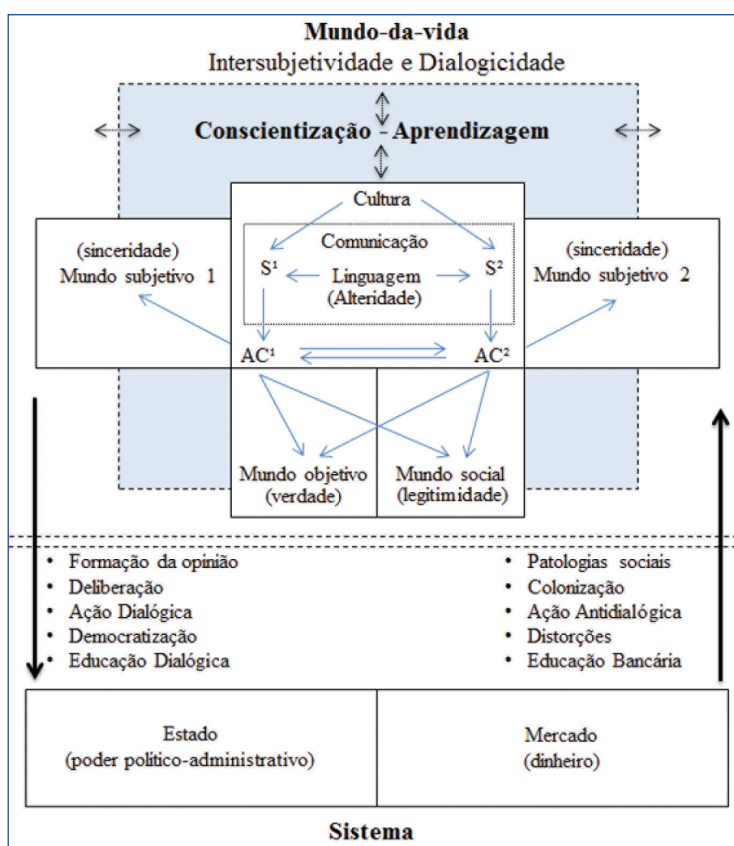 Mundo-da-vida
Intersubjetividade e Dialogicidade
Conscientização - Aprendizagem
Cultura
Comunicação
S¹
Linguagem
(Alteridade)
S²
(sinceridade)
Mundo subjetivo 1
(sinceridade)
Mundo subjetivo 2
AC¹
AC²
Mundo objetivo
(verdade)
Mundo social
(legitimidade)
• Formação da opinião
• Deliberação
• Ação Dialógica
• Democratização
• Educação Dialógica
• Patologias sociais
• Colonização
• Ação Antidialógica
• Distorções
• Educação Bancária
Estado
(poder político-administrativo)
Mercado
(dinheiro)
Sistema